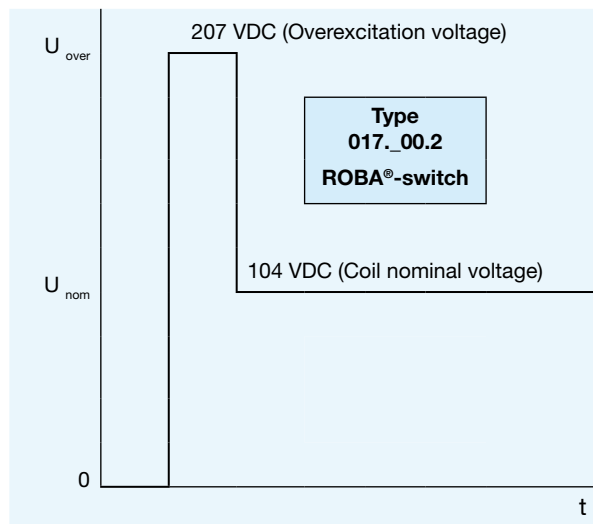 207 VDC (Overexcitation voltage)
U over
Type
017._00.2
ROBA®-switch
104 VDC (Coil nominal voltage)
U nom
0
t